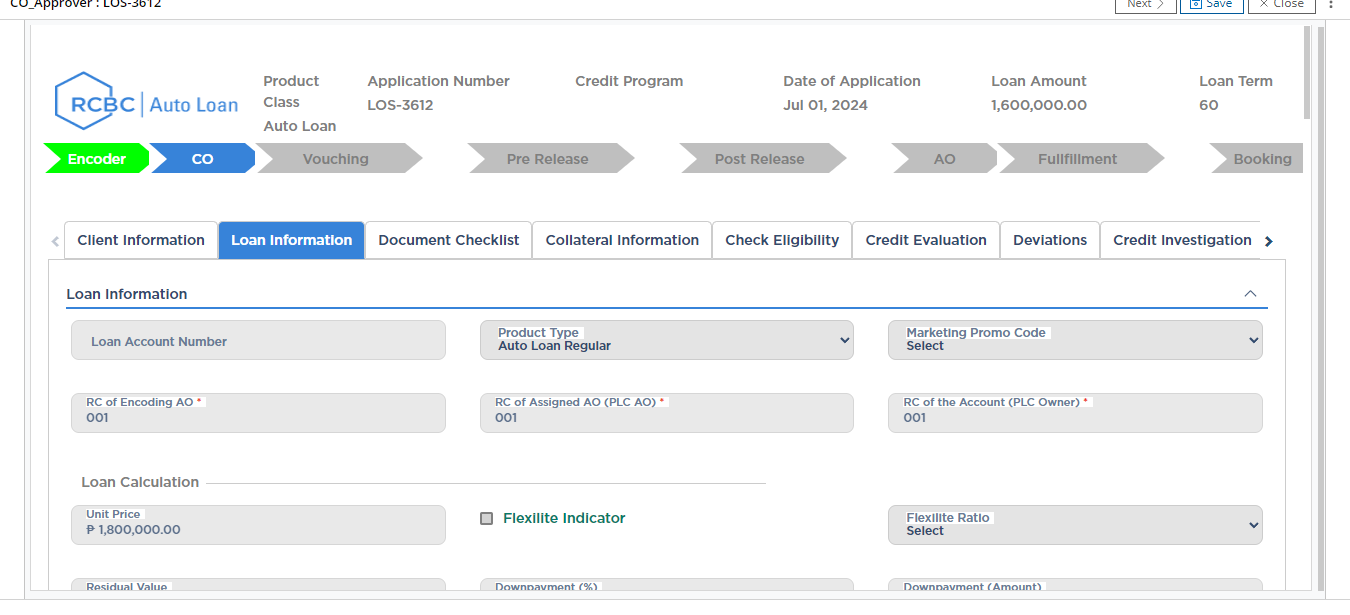 CO_Approver : LOS-3612
Next Save Close
RCBC Auto Loan
Product Class
Auto Loan
Application Number
LOS-3612
Credit Program
Date of Application
Jul 01, 2024
Loan Amount
1,600,000.00
Loan Term
60
Encoder CO Vouching Pre Release Post Release AO Fullfillment Booking
Client Information Loan Information Document Checklist Collateral Information Check Eligibility Credit Evaluation Deviations Credit Investigation
Loan Information
Loan Account Number
Product Type
Auto Loan Regular
Marketing Promo Code
Select
RC of Encoding AO *
001
RC of Assigned AO (PLC AO) *
001
RC of the Account (PLC Owner) *
001
Loan Calculation
Unit Price
₱ 1,800,000.00
Flexilite Indicator
Flexilite Ratio
Select
Residual Value
Downpayment (%)
Downpayment (Amount)